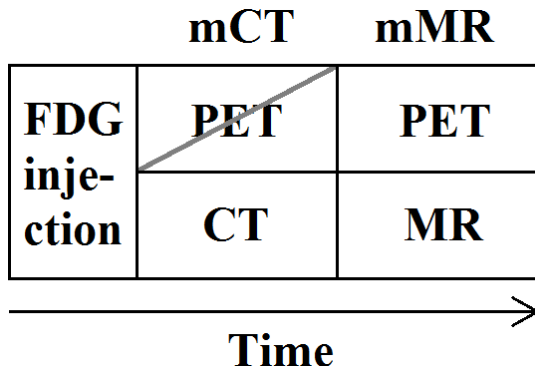 mCT mMR
FDG
inje-
ction
PET PET
CT MR
Time